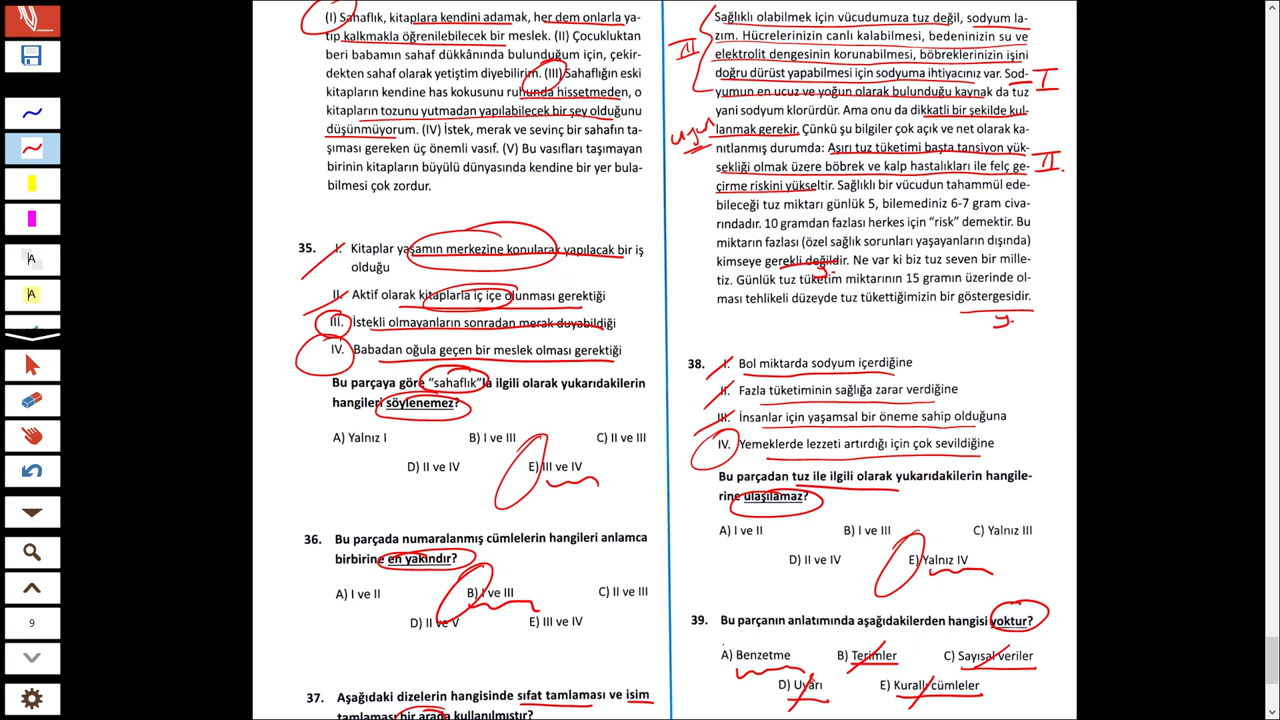 (I) Sahaflık, kitaplara kendini adamak, her dem onlarla ya-
tıp kalkmakla öğrenilebilecek bir meslek. (II) Çocukluktan
beri babamın sahaf dükkânında bulunduğum için, çekir-
dekten sahaf olarak yetiştim diyebilirim. (III) Sahaflığın eski
kitapların kendine has kokusunu ruhunda hissetmeden, o
kitapların tozunu yutmadan yapılabilecek bir şey olduğunu
düşünmüyorum. (IV) İstek, merak ve sevinç bir sahafın ta-
şıması gereken üç önemli vasıf. (V) Bu vasıfları taşımayan
birinin kitapların büyülü dünyasında kendine bir yer bula-
bilmesi çok zordur.
35. I. Kitaplar yaşamın merkezine konularak yapılacak bir iş
olduğu
II. Aktif olarak kitaplarla iç içe olunması gerektiği
III. İstekli olmayanların sonradan merak duyabildiği
IV. Babadan oğula geçen bir meslek olması gerektiği
Bu parçaya göre "sahaflık"la ilgili olarak yukarıdakilerin
hangileri söylenemez?
A) Yalnız I B) I ve III C) II ve III
D) II ve IV E) III ve IV
36. Bu parçada numaralanmış cümlelerin hangileri anlamca
birbirine en yakındır?
A) I ve II B) I ve III C) II ve III
D) II ve V E) III ve IV
37. Aşağıdaki dizelerin hangisinde sıfat tamlaması ve isim
tamlaması bir arada kullanılmıştır?
Sağlıklı olabilmek için vücudumuza tuz değil, sodyum la-
zım. Hücrelerinizin canlı kalabilmesi, bedeninizin su ve
III
elektrolit dengesinin korunabilmesi, böbreklerinizin işini
doğru dürüst yapabilmesi için sodyuma ihtiyacınız var. Sod-
I
yumun en ucuz ve yoğun olarak bulunduğu kaynak da tuz
yani sodyum klorürdür. Ama onu da dikkatli bir şekilde kul-
lanmak gerekir. Çünkü şu bilgiler çok açık ve net olarak ka-
nıtlanmış durumda: Aşırı tuz tüketimi başta tansiyon yük-
sekliği olmak üzere böbrek ve kalp hastalıkları ile felç ge-
II.
çirme riskini yükseltir. Sağlıklı bir vücudun tahammül ede-
bileceği tuz miktarı günlük 5, bilemediniz 6-7 gram civa-
rındadır. 10 gramdan fazlası herkes için "risk" demektir. Bu
miktarın fazlası (özel sağlık sorunları yaşayanların dışında)
kimseye gerekli değildir. Ne var ki biz tuz seven bir mille-
y.
tiz. Günlük tuz tüketim miktarının 15 gramın üzerinde ol-
ması tehlikeli düzeyde tuz tükettiğimizin bir göstergesidir.
y.
38. I. Bol miktarda sodyum içerdiğine
II. Fazla tüketiminin sağlığa zarar verdiğine
III. İnsanlar için yaşamsal bir öneme sahip olduğuna
IV. Yemeklerde lezzeti artırdığı için çok sevildiğine
Bu parçadan tuz ile ilgili olarak yukarıdakilerin hangile-
rine ulaşılamaz?
A) I ve II B) I ve III C) Yalnız III
D) II ve IV E) Yalnız IV
39. Bu parçanın anlatımında aşağıdakilerden hangisi yoktur?
A) Benzetme B) Terimler C) Sayısal veriler
D) Uyarı E) Kurallı cümleler
A
A
9